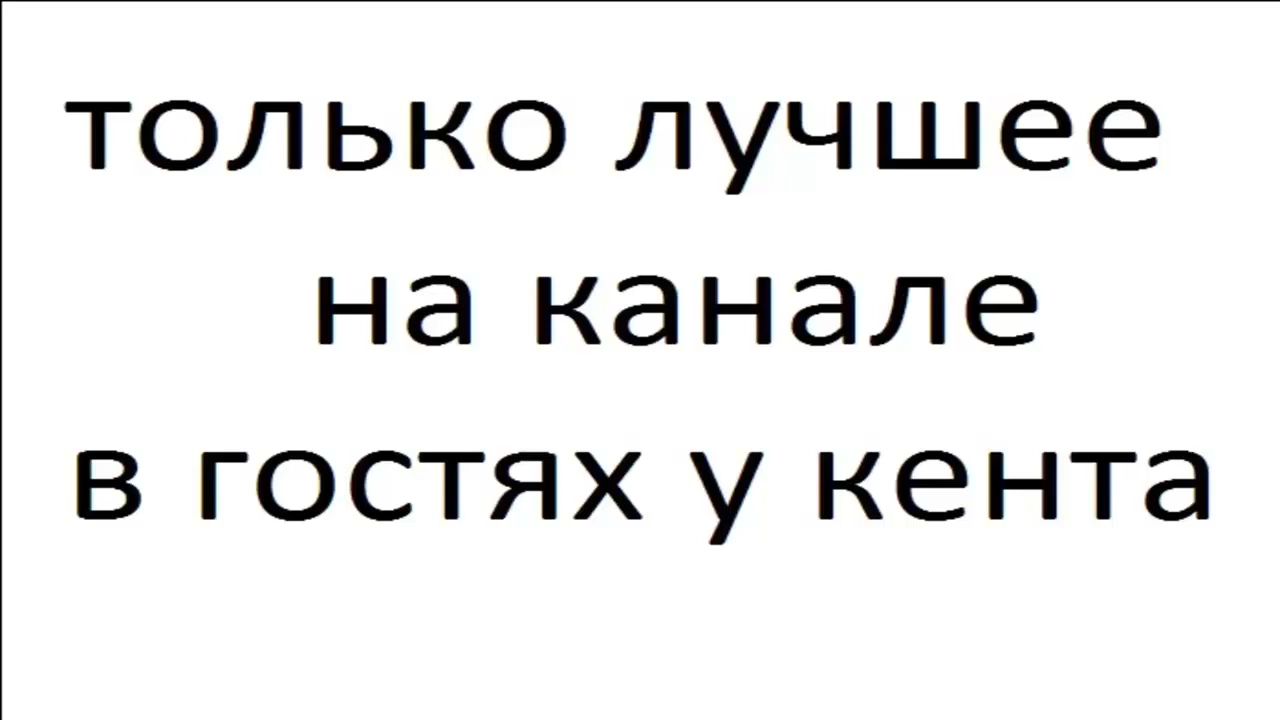 только лучшее
на канале
в гостях у кента